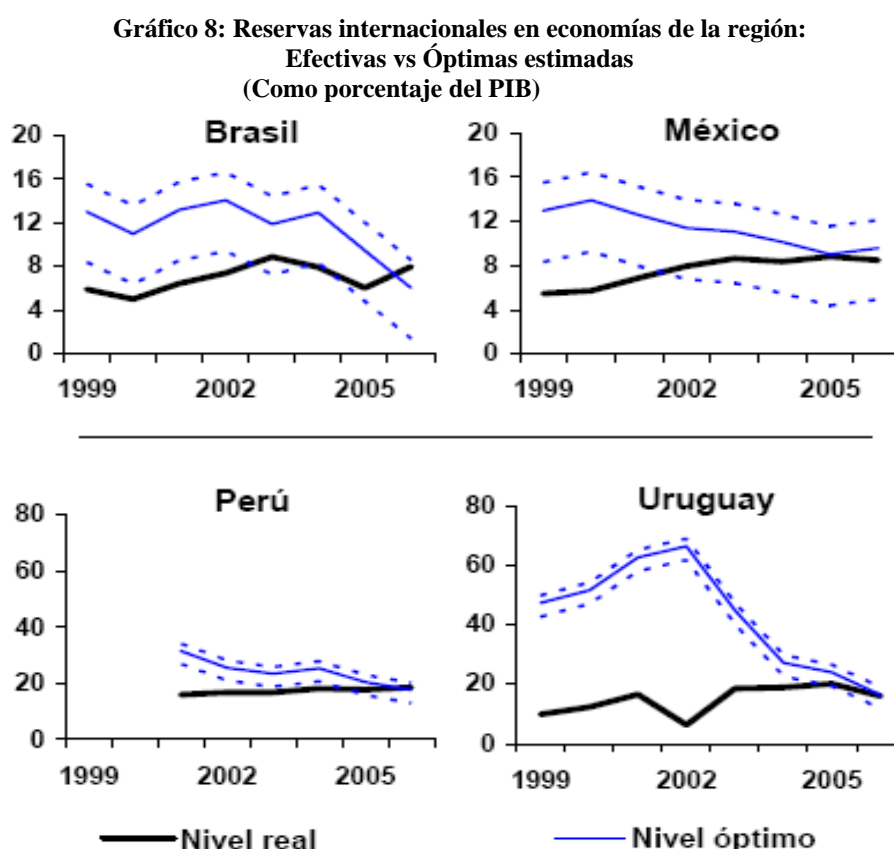 Gráfico 8: Reservas internacionales en economías de la región:
Efectivas vs Óptimas estimadas
(Como porcentaje del PIB)
Brasil
20
16
12
8
4
0
1999 2002 2005
México
20
16
12
8
4
0
1999 2002 2005
Perú
80
60
40
20
0
1999 2002 2005
Uruguay
80
60
40
20
0
1999 2002 2005
Nivel real Nivel óptimo